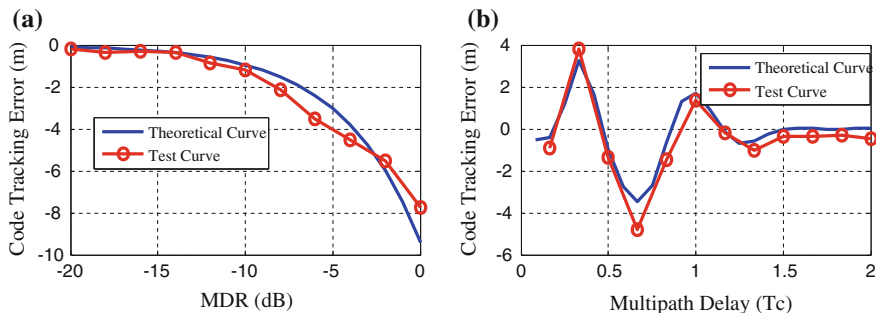 (a)
Code Tracking Error (m)
0
-2
-4
-6
-8
-10
Theoretical Curve
Test Curve
-20
-15
-10
-5
0
MDR (dB)
(b)
Code Tracking Error (m)
4
2
0
-2
-4
-6
Theoretical Curve
Test Curve
0
0.5
1
1.5
2
Multipath Delay (Tc)